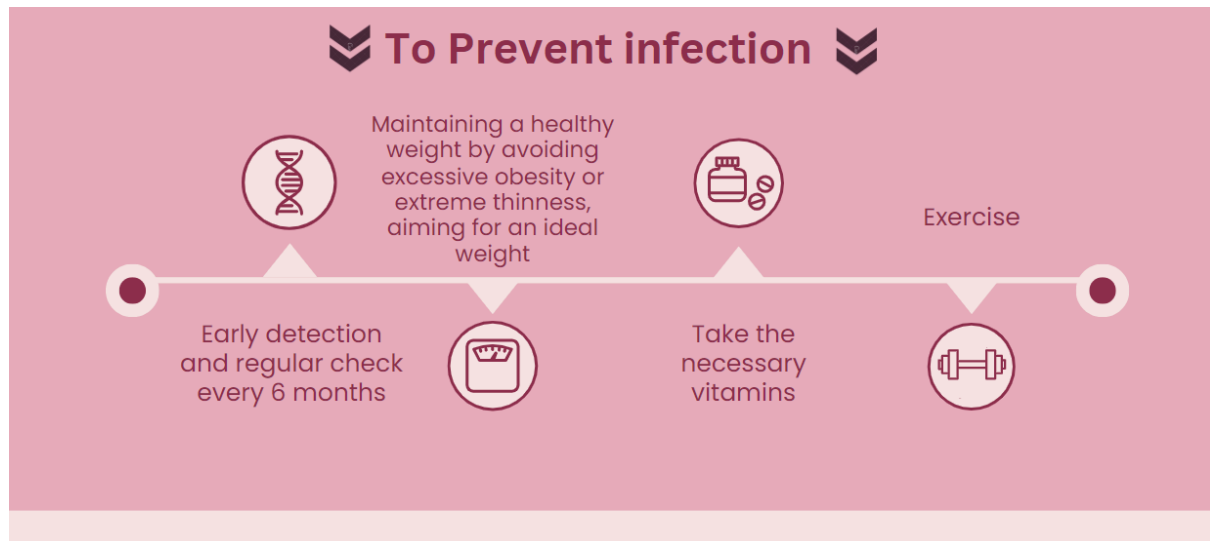 To Prevent infection
Maintaining a healthy
weight by avoiding
excessive obesity or
extreme thinness,
aiming for an ideal
weight
Exercise
Early detection
and regular check
every 6 months
Take the
necessary
vitamins